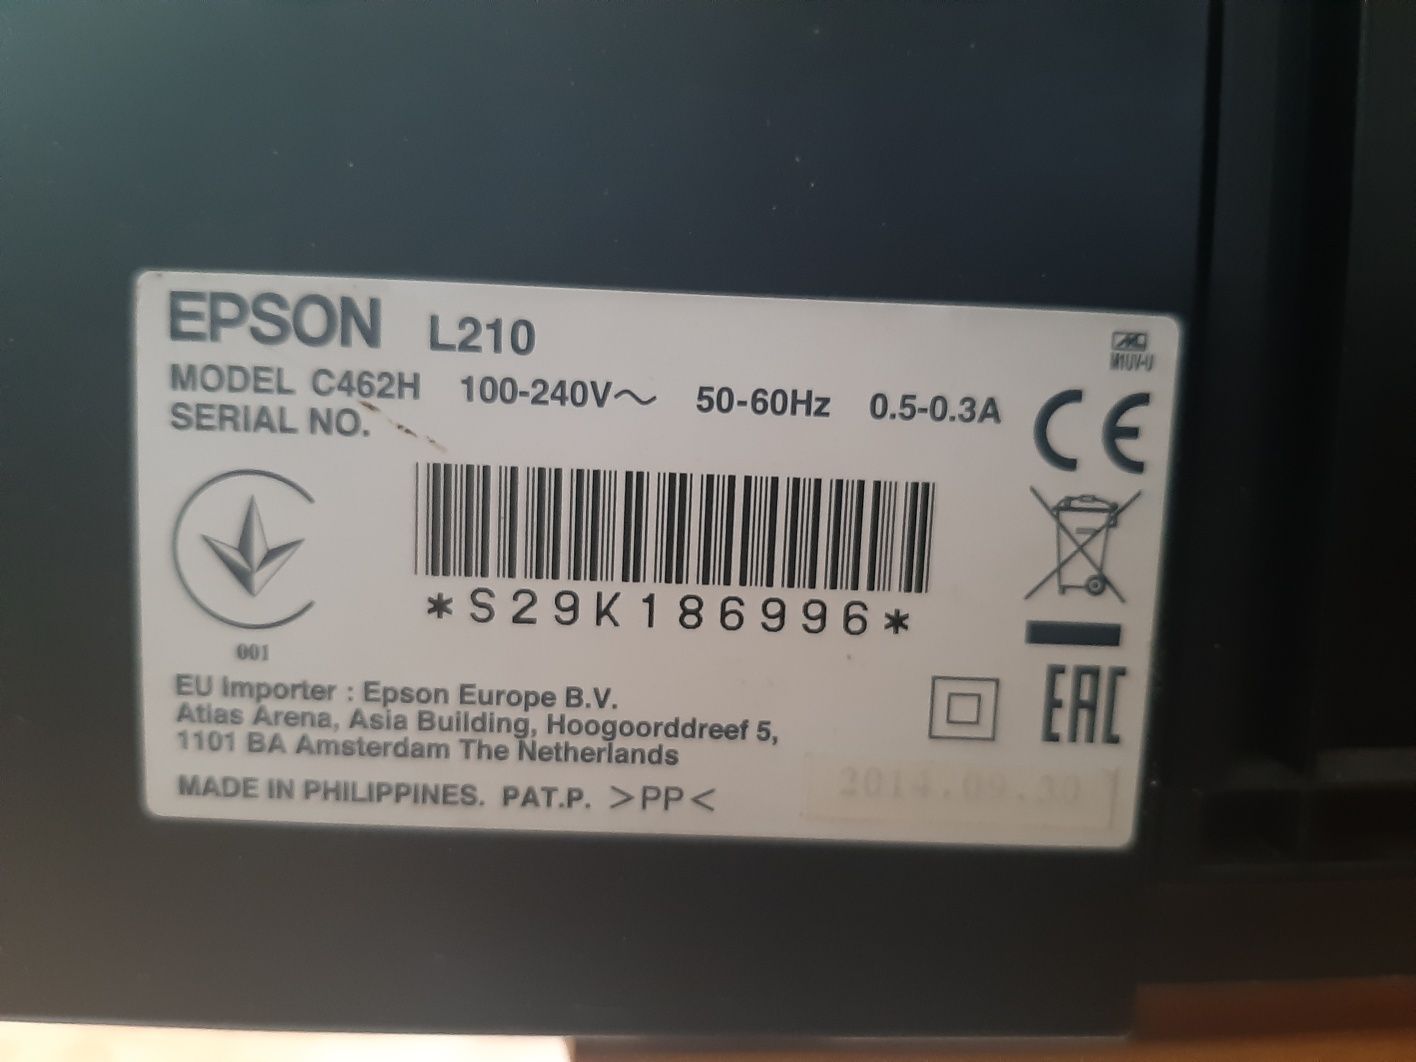 EPSON L210
MODEL C462H 100-240V～ 50-60Hz 0.5-0.3A
SERIAL NO.
M1UV-U
CE
*S29K186996*
001
EAC
EU Importer : Epson Europe B.V.
Atlas Arena, Asia Building, Hoogoorddreef 5,
1101 BA Amsterdam The Netherlands
MADE IN PHILIPPINES. PAT.P. >PP<
2014.09.30